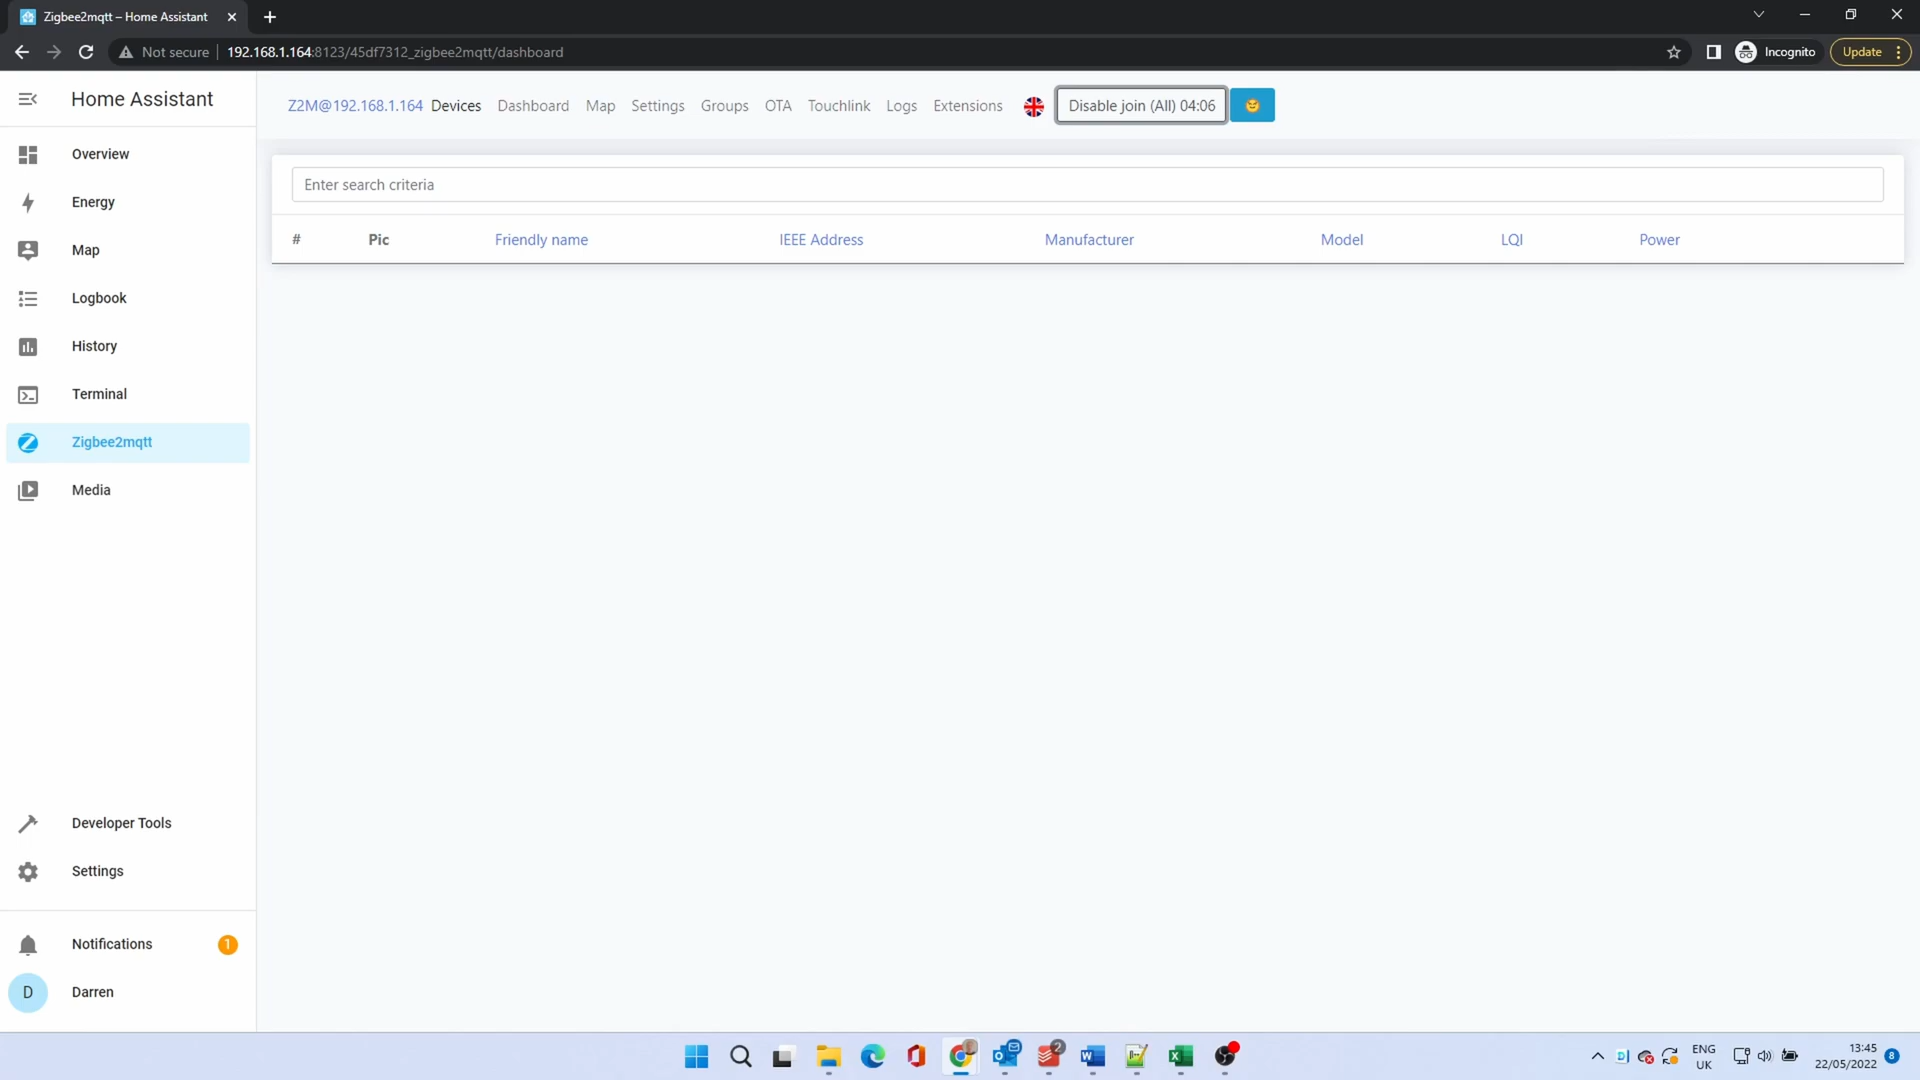 Zigbee2mqtt – Home Assistant
Not secure
192.168.1.164:8123/45df7312_zigbee2mqtt/dashboard
Incognito
Update
Home Assistant
Z2M@192.168.1.164 Devices Dashboard Map Settings Groups OTA Touchlink Logs Extensions
Disable join (All) 04:06
Overview
Energy
Map
Logbook
History
Terminal
Zigbee2mqtt
Media
Enter search criteria
# Pic Friendly name IEEE Address Manufacturer Model LQI Power
Developer Tools
Settings
Notifications 1
D Darren
2
ENG
UK
13:45
22/05/2022
8